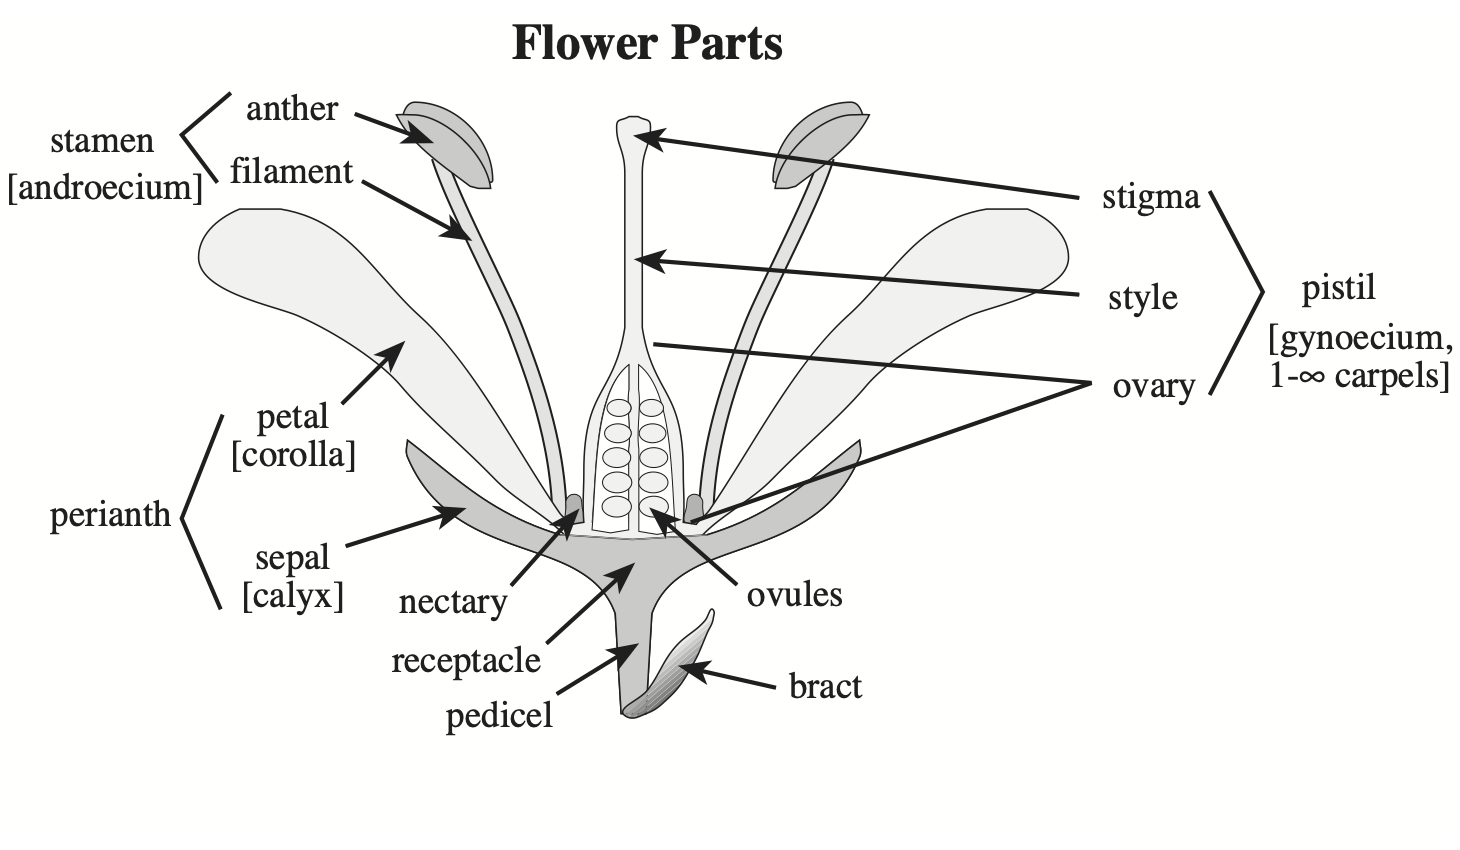 Flower Parts
anther
stamen
filament
[androecium]
stigma
style
pistil
[gynoecium,
1-∞ carpels]
ovary
petal
[corolla]
perianth
sepal
[calyx]
nectary
ovules
receptacle
bract
pedicel